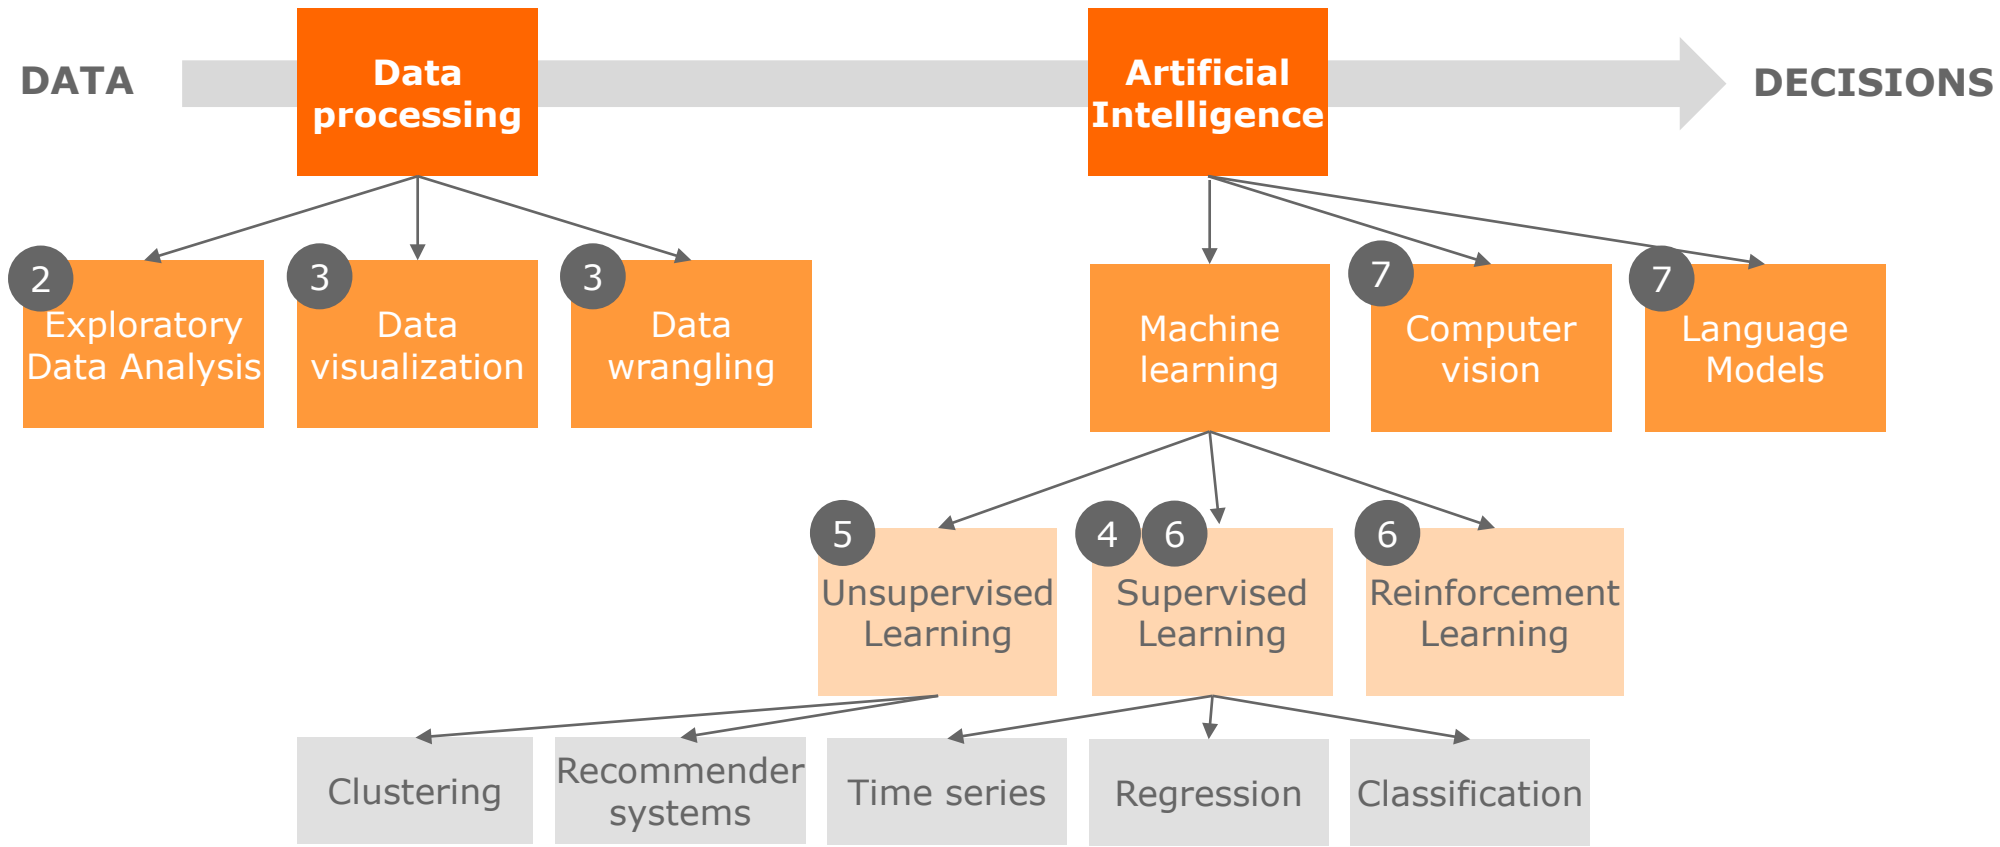 DATA
Data
processing
Artificial
Intelligence
DECISIONS
2
Exploratory
Data Analysis
3
Data
visualization
3
Data
wrangling
Machine
learning
7
Computer
vision
7
Language
Models
5
Unsupervised
Learning
4
6
Supervised
Learning
6
Reinforcement
Learning
Clustering
Recommender
systems
Time series
Regression
Classification